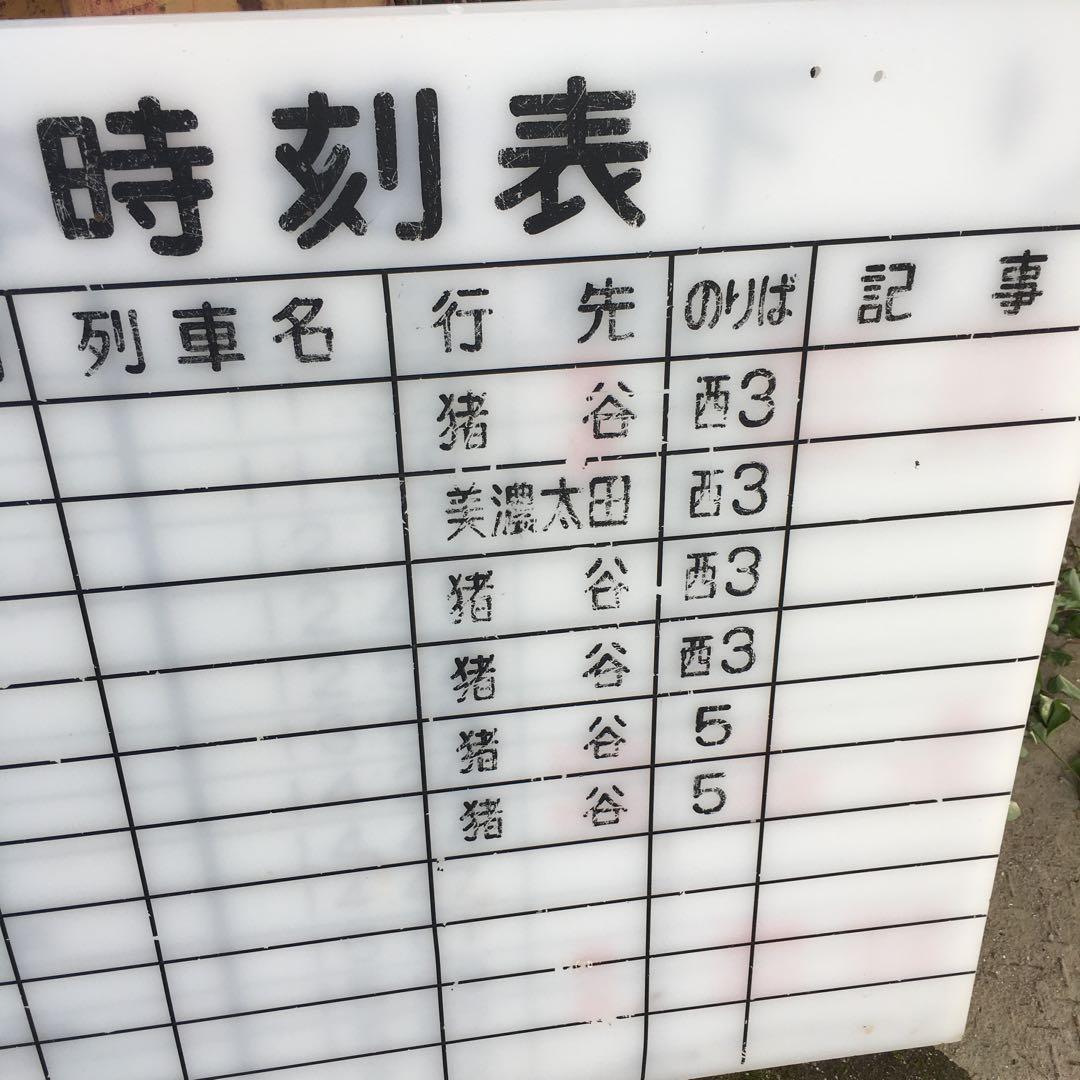 時刻表
列車名 行先 のりば 記事
猪谷 西3
美濃太田 西3
猪谷 西3
猪谷 西3
猪谷 5
猪谷 5